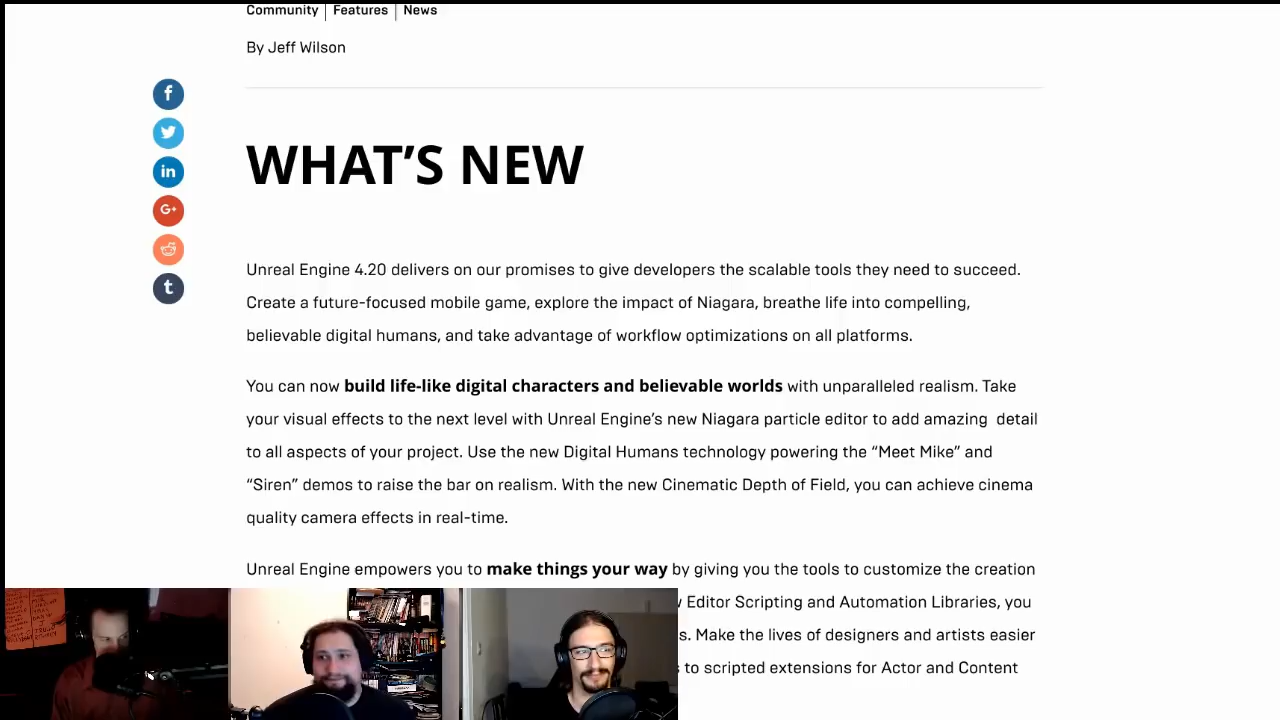 Community | Features | News
By Jeff Wilson
f
in
G+
t
WHAT'S NEW
Unreal Engine 4.20 delivers on our promises to give developers the scalable tools they need to succeed.
Create a future-focused mobile game, explore the impact of Niagara, breathe life into compelling,
believable digital humans, and take advantage of workflow optimizations on all platforms.
You can now build life-like digital characters and believable worlds with unparalleled realism. Take
your visual effects to the next level with Unreal Engine's new Niagara particle editor to add amazing detail
to all aspects of your project. Use the new Digital Humans technology powering the “Meet Mike” and
“Siren” demos to raise the bar on realism. With the new Cinematic Depth of Field, you can achieve cinema
quality camera effects in real-time.
Unreal Engine empowers you to make things your way by giving you the tools to customize the creation
Editor Scripting and Automation Libraries, you
s. Make the lives of designers and artists easier
s to scripted extensions for Actor and Content